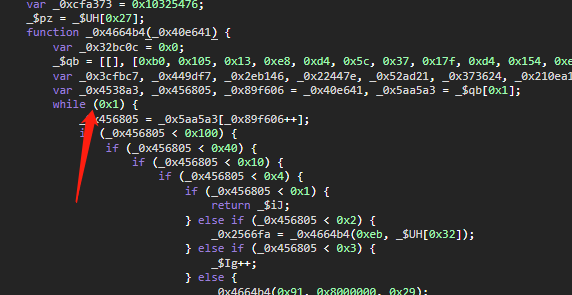 var _0xcfa373 = 0x10325476;
_$pz = _$UH[0x27];
function _0x4664b4(_0x40e641) {
var _0x32bc0c = 0x0;
_$qb = [[], [0xb0, 0x105, 0x13, 0xe8, 0xd4, 0x5c, 0x37, 0x17f, 0xd4, 0x154,
var _0x3cfbc7, _0x449df7, _0x2eb146, _0x22447e, _0x52ad21, _0x373624, _0x210ea1
var _0x4538a3, _0x456805, _0x89f606 = _0x40e641, _0x5aa5a3 = _$qb[0x1];
while (0x1) {
_0x456805 = _0x5aa5a3[_0x89f606++];
if (_0x456805 < 0x100) {
if (_0x456805 < 0x40) {
if (_0x456805 < 0x10) {
if (_0x456805 < 0x4) {
if (_0x456805 < 0x1) {
return _$iJ;
} else if (_0x456805 < 0x2) {
_0x2566fa = _0x4664b4(0xeb, _$UH[0x32]);
} else if (_0x456805 < 0x3) {
_$Ig++;
} else {
_0x4664b4(0x91, 0x8000000, 0x29);